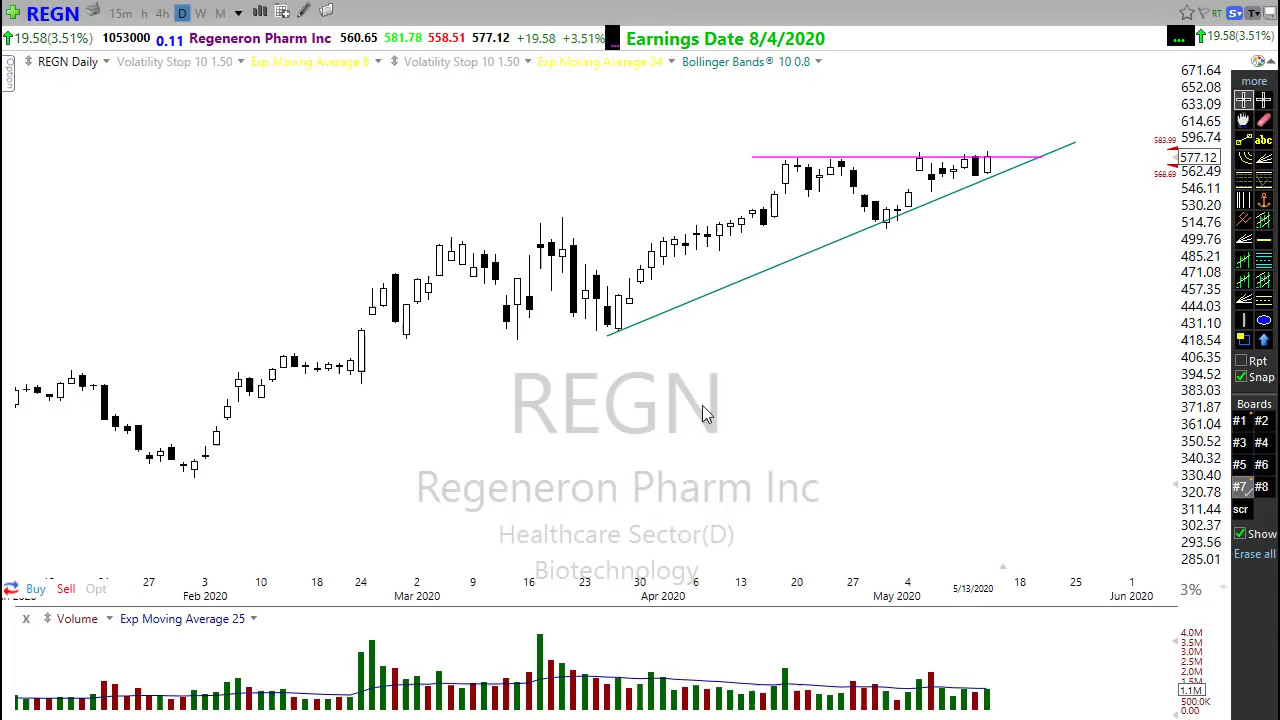 REGN 15m h 4h D W M RT S T
19.58(3.51%) 1053000 0.11 Regeneron Pharm Inc 560.65 581.78 558.51 577.12 +19.58 +3.51% ... Earnings Date 8/4/2020 ... 19.58(3.51%)
Option REGN Daily Volatility Stop 10 1.50 Exp Moving Average 8 Volatility Stop 10 1.50 Exp Moving Average 34 Bollinger Bands® 10 0.8
671.64
652.08
633.09
614.65
596.74
583.99
577.12
568.69
562.49
546.11
530.20
514.76
499.76
485.21
471.08
457.35
444.03
431.10
418.54
406.35
394.52
383.03
371.87
361.04
350.52
340.32
330.40
320.78
311.44
302.37
293.56
285.01
more
abc
Rpt
Snap
Boards
#1 #2
#3 #4
#5 #6
#7 #8
scr
Show
Erase all
REGN
Regeneron Pharm Inc
Healthcare Sector(D)
Biotechnology
27 3 10 18 24 2 9 16 23 30 6 13 20 27 4 18 25 1
Buy Sell Opt
Feb 2020 Mar 2020 Apr 2020 May 2020 5/13/2020 Jun 2020
3%
X Volume Exp Moving Average 25
4.0M
3.5M
3.0M
2.5M
2.0M
1.1M
500.0K
0.00